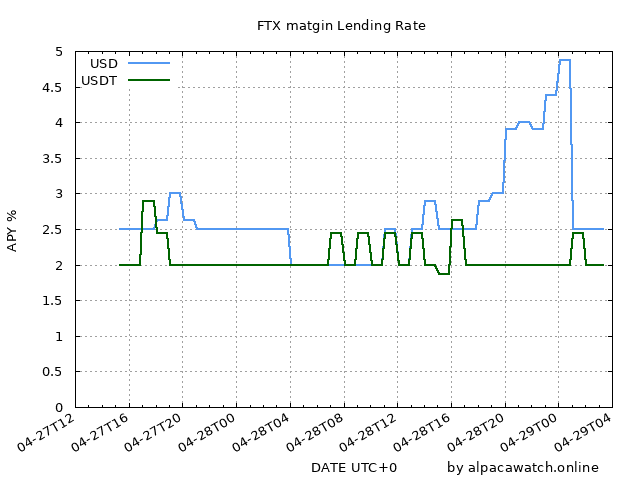 FTX matgin Lending Rate
USD
USDT
5
4.5
4
3.5
3
2.5
2
1.5
1
0.5
0
APY %
04-27T12
04-27T16
04-27T20
04-28T00
04-28T04
04-28T08
04-28T12
04-28T16
04-28T20
04-29T00
04-29T04
DATE UTC+0
by alpacawatch.online